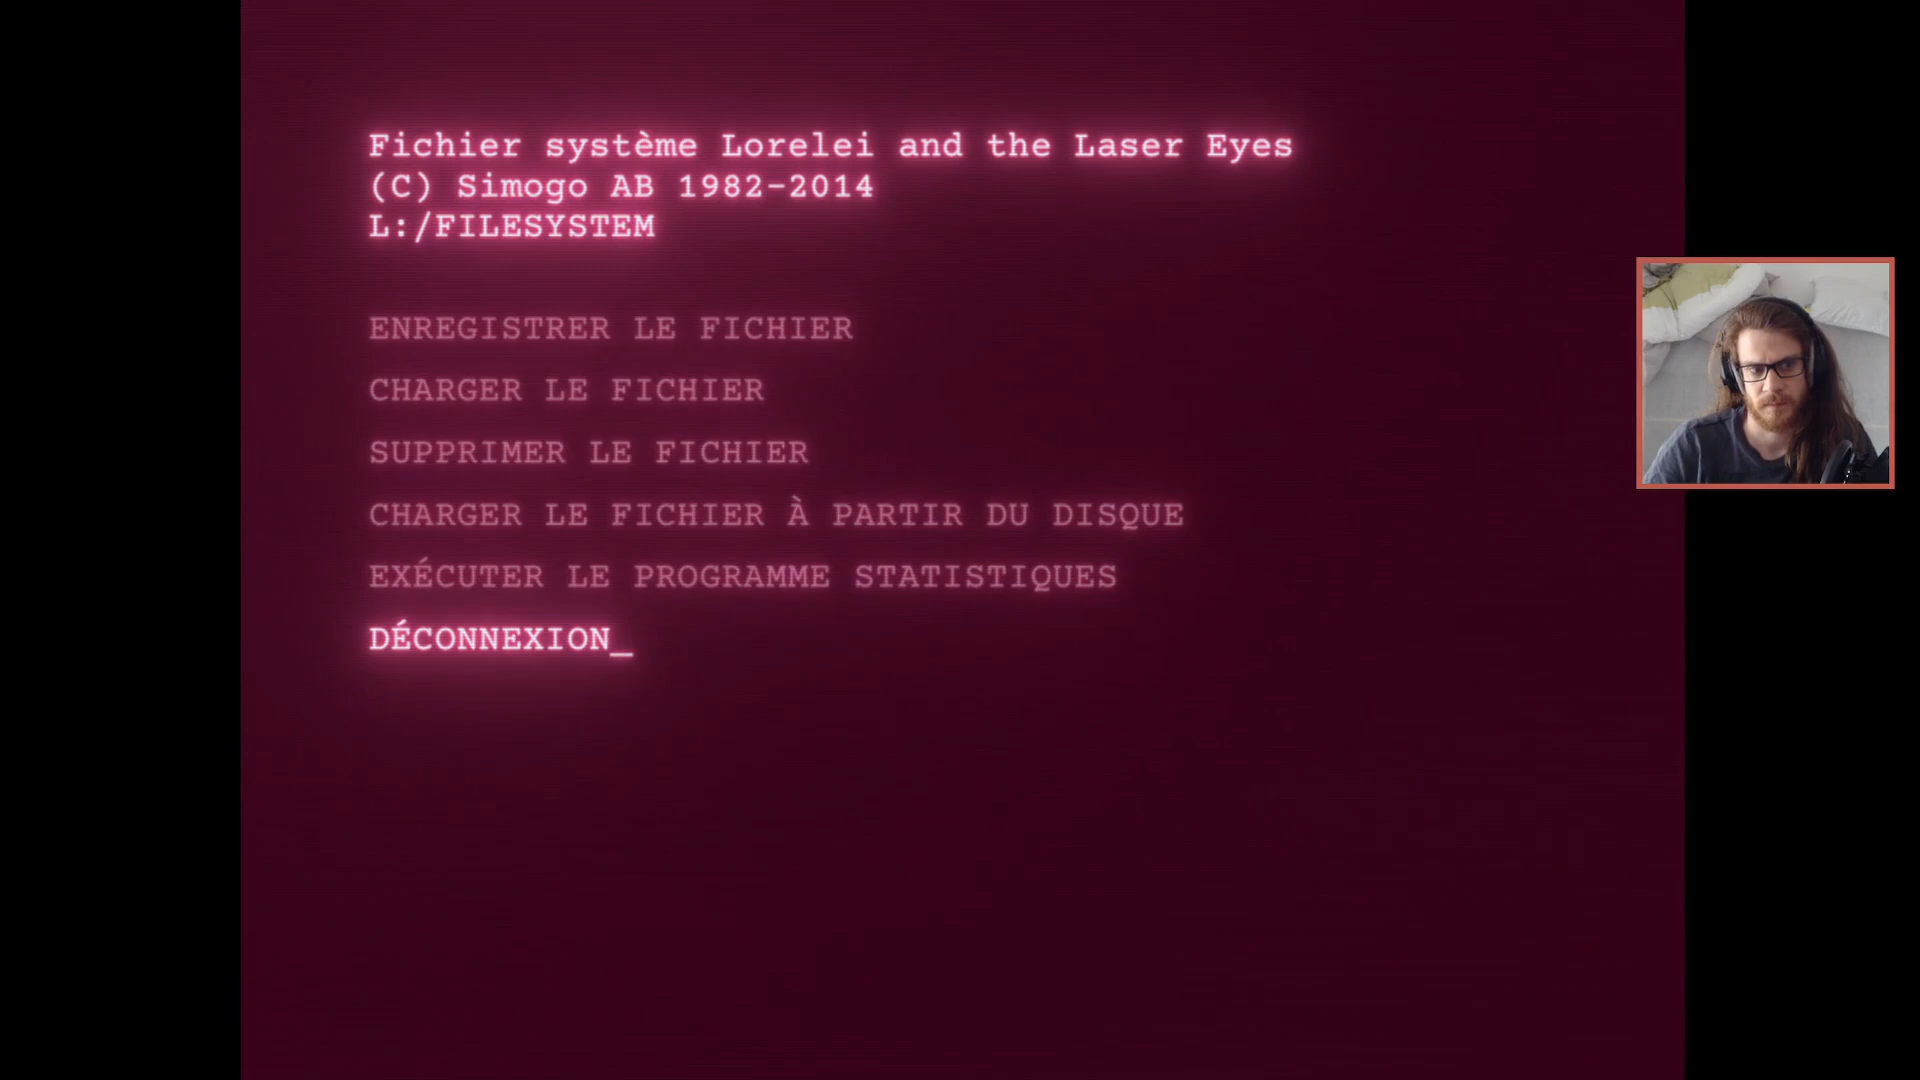 Fichier système Lorelei and the Laser Eyes
(C) Simogo AB 1982-2014
L:/FILESYSTEM
ENREGISTRER LE FICHIER
CHARGER LE FICHIER
SUPPRIMER LE FICHIER
CHARGER LE FICHIER À PARTIR DU DISQUE
EXÉCUTER LE PROGRAMME STATISTIQUES
DÉCONNEXION_